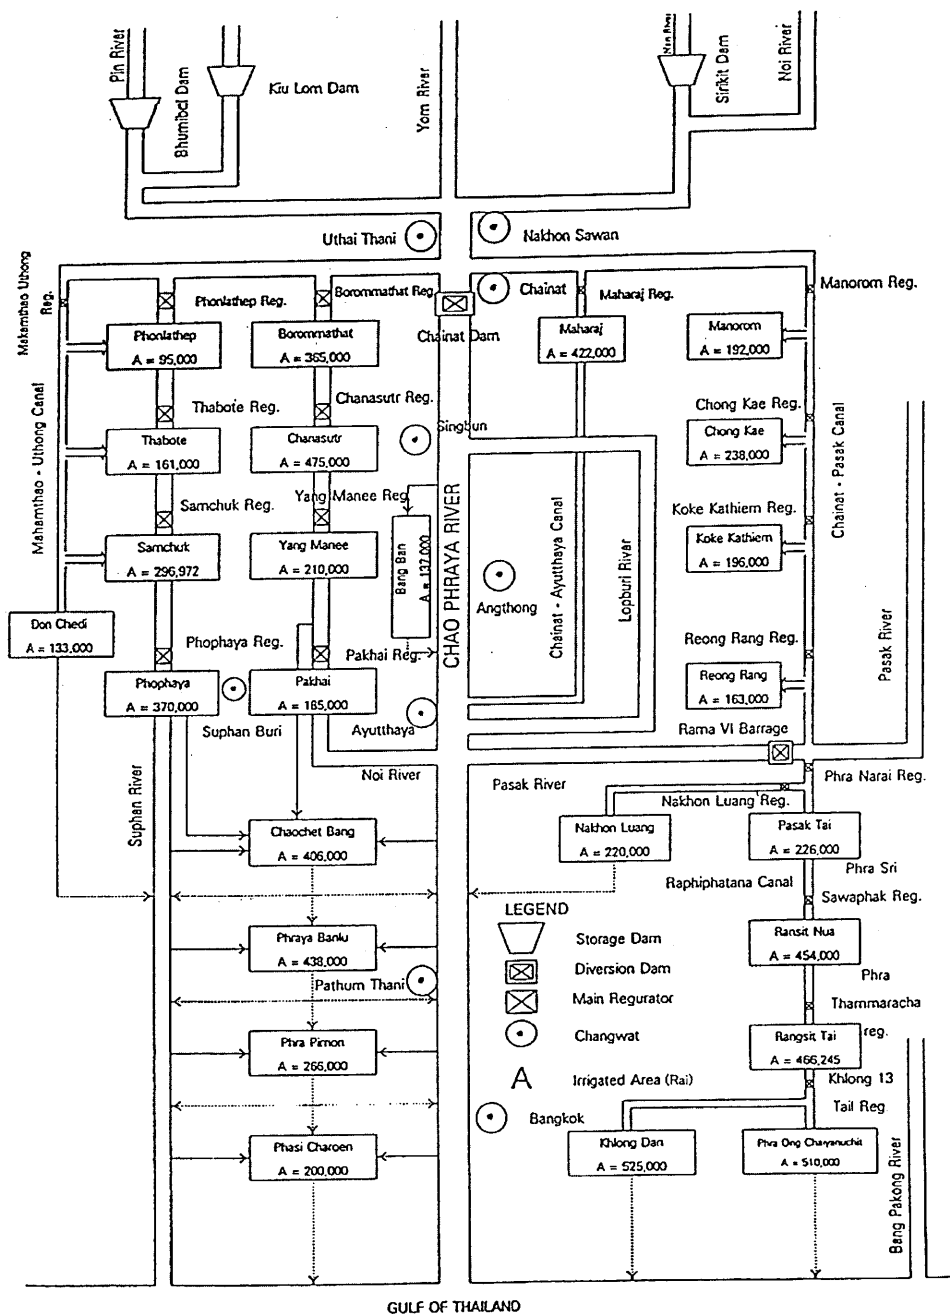 Pin River
Bhumibol Dam
Kiu Lom Dam
Yom River
Nan River
Sirikit Dam
Noi River
Uthai Thani
Nakhon Sawan
Makamthao Uthong
Reg.
Phonlathep Reg.
Borommathat Reg.
Chainat
Maharaj Reg.
Manorom Reg.
Chainat Dam
Phonlathep
A = 95,000
Borommathat
A = 365,000
Maharaj
A = 422,000
Manorom
A = 192,000
Thabote Reg.
Chanasutr Reg.
Singbun
Chong Kae Reg.
Thabote
A = 161,000
Chanasutr
A = 475,000
Chong Kae
A = 238,000
Mahamthao - Uthong Canal
Chainat - Pasak Canal
Samchuk Reg.
Yang Manee Reg.
Koke Kathiem Reg.
Samchuk
A = 296,972
Yang Manee
A = 210,000
Bang Ban
A = 137,000
CHAO PHRAYA RIVER
Angthong
Chainat - Ayutthaya Canal
Lopburi River
Koke Kathiem
A = 196,000
Pasak River
Don Chedi
A = 133,000
Phophaya Reg.
Pakhai Reg.
Reong Rang Reg.
Phophaya
A = 370,000
Pakhai
A = 165,000
Reong Rang
A = 163,000
Suphan Buri
Ayutthaya
Rama VI Barrage
Suphan River
Noi River
Pasak River
Phra Narai Reg.
Nakhon Luang Reg.
Chaochet Bang
A = 406,000
Nakhon Luang
A = 220,000
Pasak Tai
A = 226,000
Raphiphatana Canal
Phra Sri
Sawaphak Reg.
LEGEND
Storage Dam
Diversion Dam
Main Regurator
Changwat
A Irrigated Area (Rai)
Phraya Banlu
A = 438,000
Ransit Nua
A = 454,000
Pathum Thani
Phra
Thammaracha
reg.
Phra Pimon
A = 266,000
Rangsit Tai
A = 466,245
Khlong 13
Tail Reg.
Bangkok
Phasi Charoen
A = 200,000
Khlong Dan
A = 525,000
Phra Ong Chaiyanuchit
A = 510,000
Bang Pakong River
GULF OF THAILAND